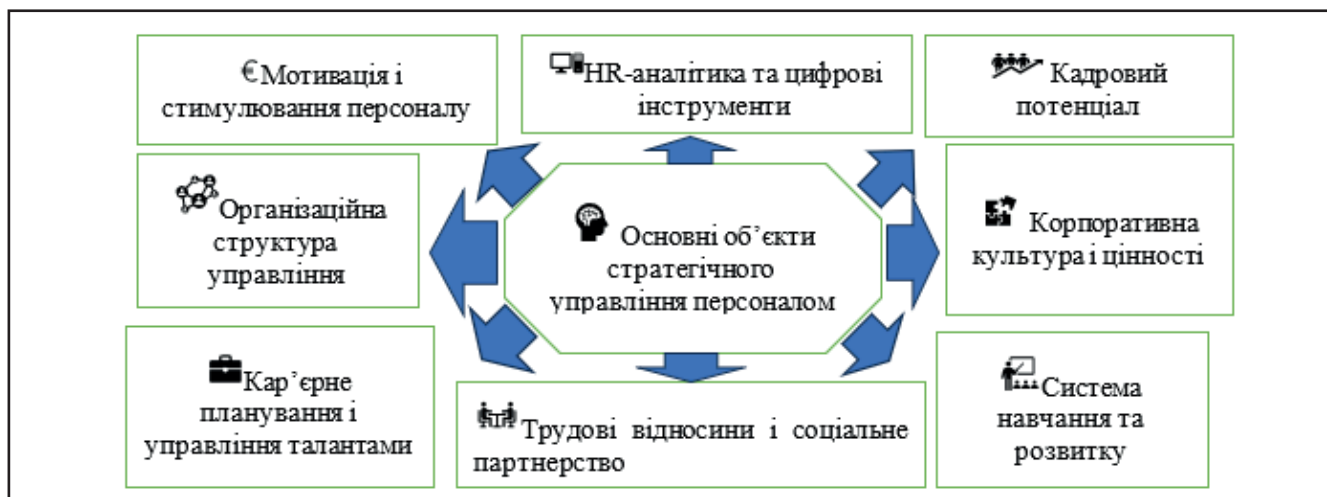 €Мотивація і
стимулювання персоналу
HR-аналітика та цифрові
інструменти
Кадровий
потенціал
Організаційна
структура
управління
Основні об’єкти
стратегічного
управління персоналом
Корпоративна
культура і цінності
Кар’єрне
планування і
управління талантами
Трудові відносини і соціальне
партнерство
Система
навчання та
розвитку